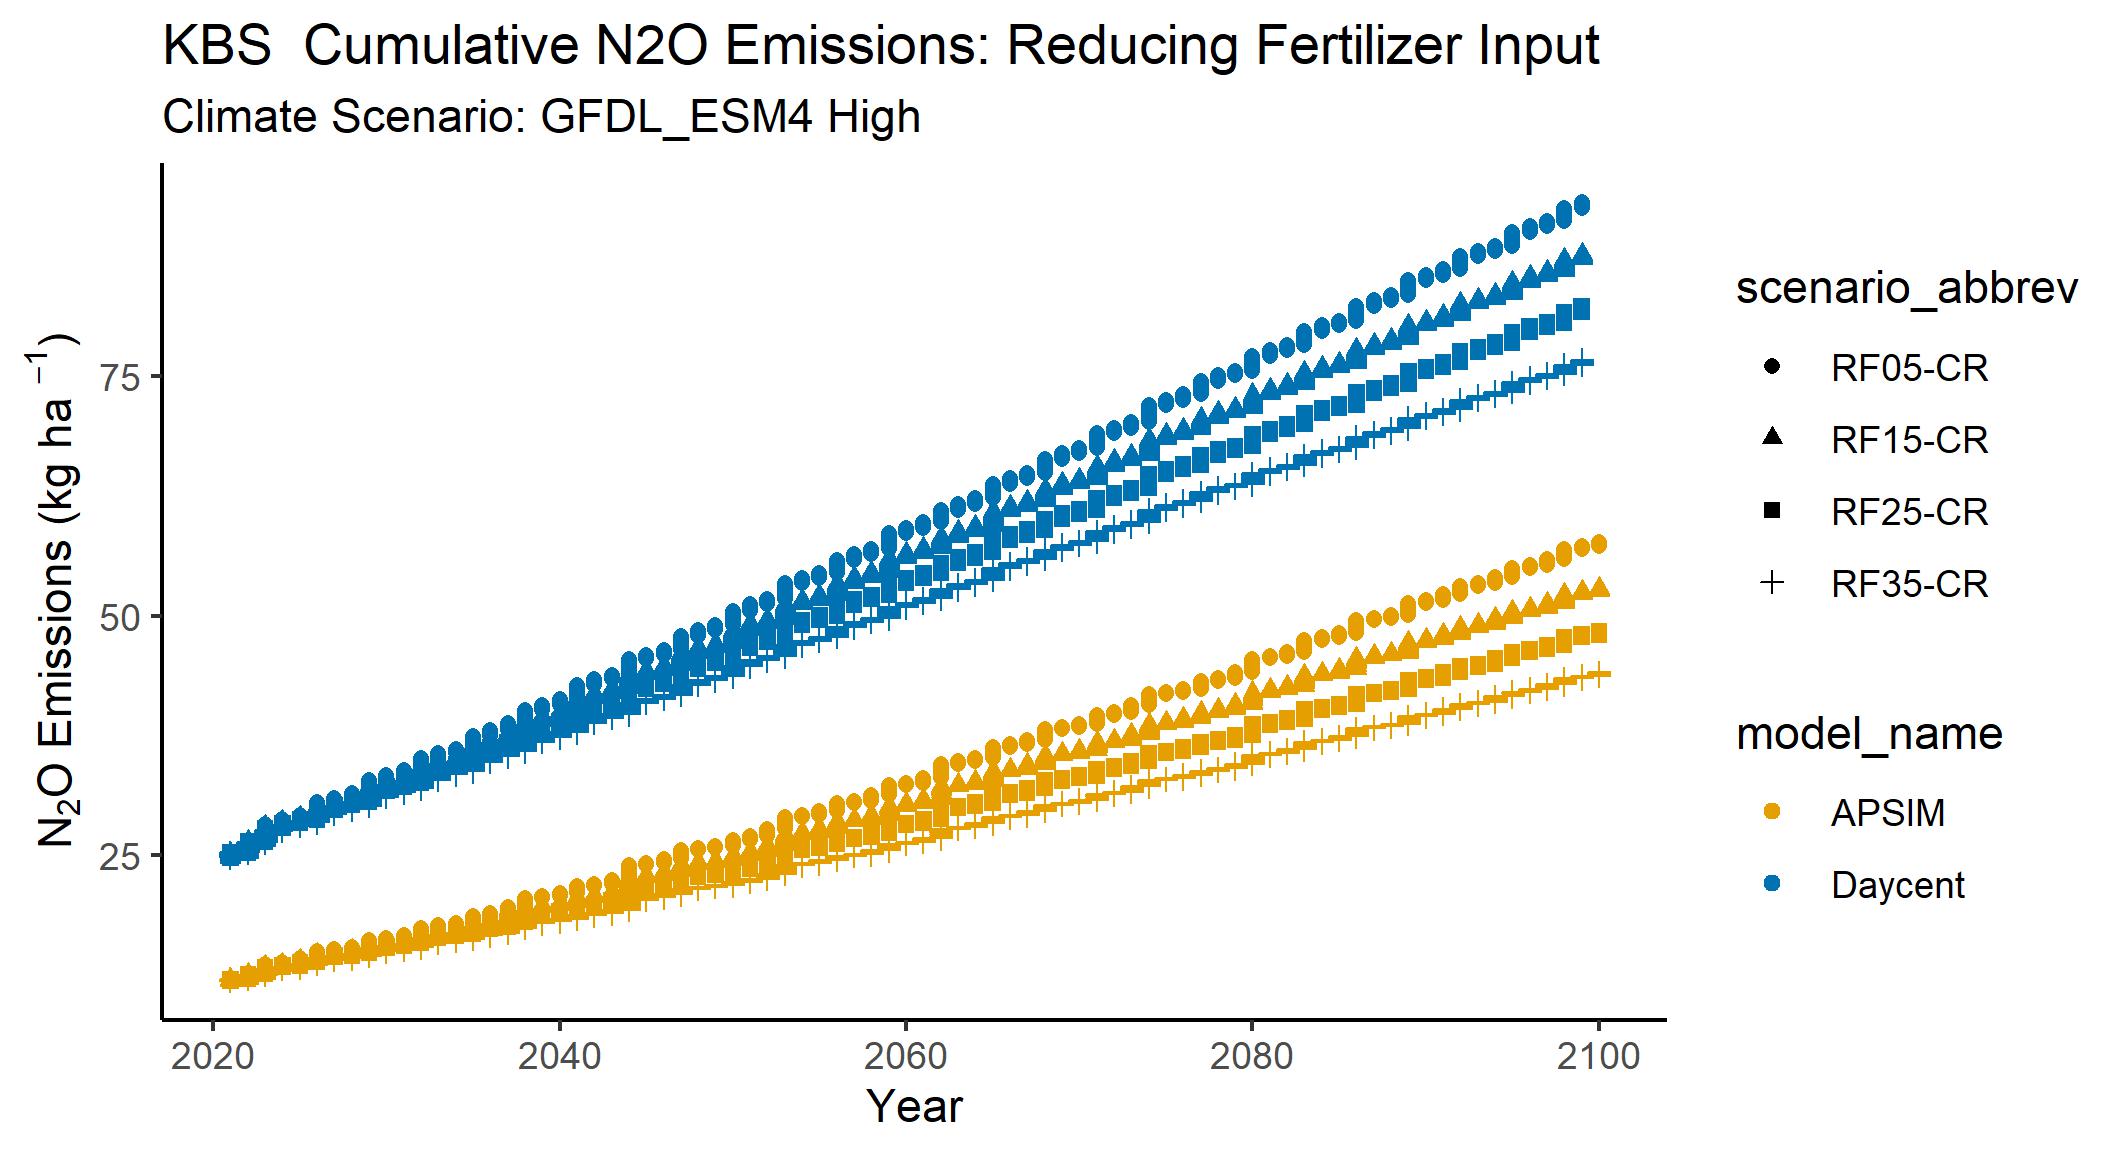 KBS  Cumulative N2O Emissions: Reducing Fertilizer Input
Climate Scenario: GFDL_ESM4 High
N₂O Emissions (kg ha ⁻¹)
75
50
25
2020
2040
2060
2080
2100
Year
scenario_abbrev
RF05-CR
RF15-CR
RF25-CR
RF35-CR
model_name
APSIM
Daycent